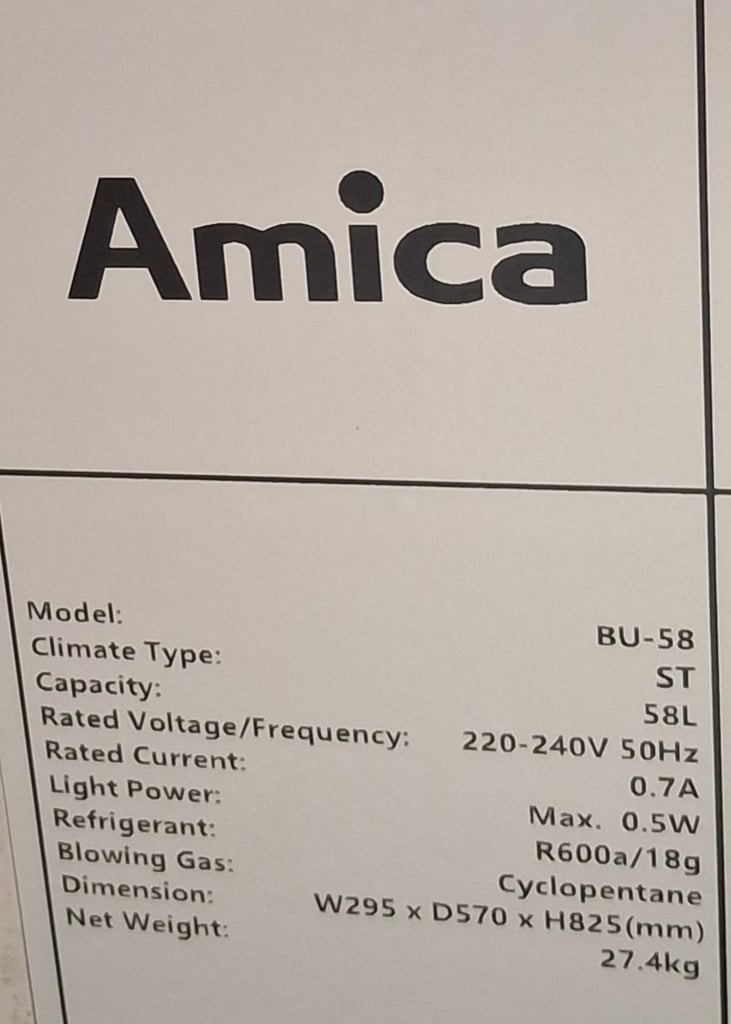 Amica
Model: BU-58
Climate Type: ST
Capacity: 58L
Rated Voltage/Frequency: 220-240V 50Hz
Rated Current: 0.7A
Light Power: Max. 0.5W
Refrigerant: R600a/18g
Blowing Gas: Cyclopentane
Dimension: W295 x D570 x H825(mm)
Net Weight: 27.4kg